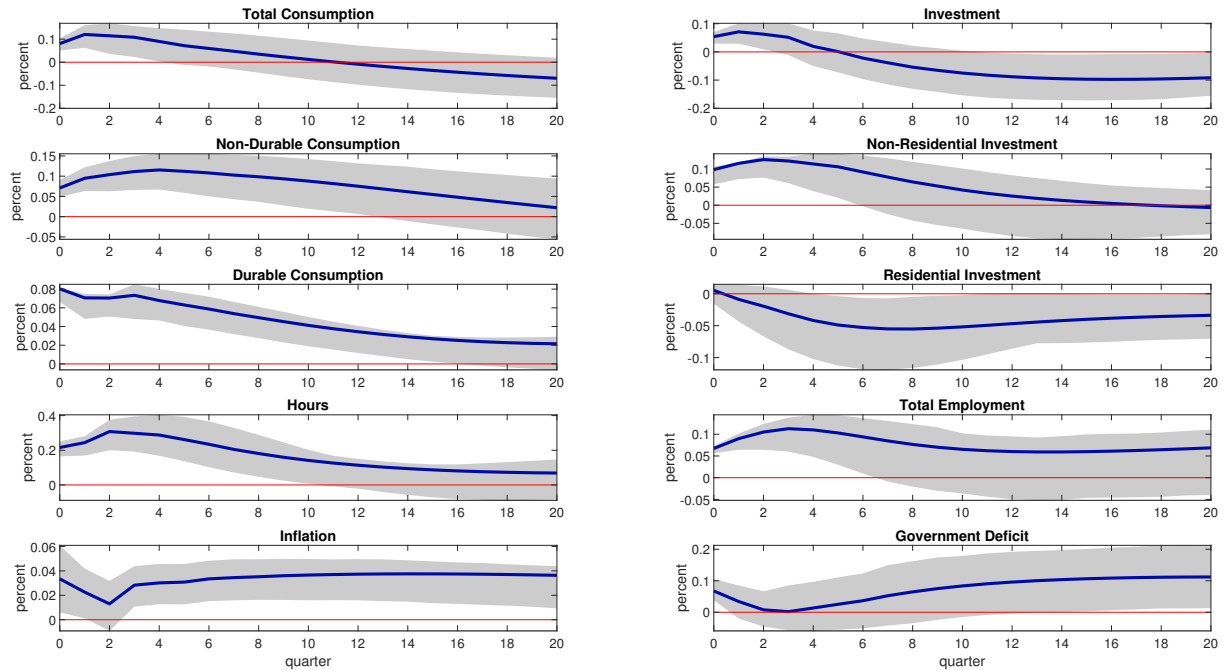 Total Consumption
0.1
0
-0.1
-0.2
percent
0 2 4 6 8 10 12 14 16 18 20
Investment
0.1
0
-0.1
-0.2
percent
0 2 4 6 8 10 12 14 16 18 20
Non-Durable Consumption
0.15
0.1
0.05
0
-0.05
percent
0 2 4 6 8 10 12 14 16 18 20
Non-Residential Investment
0.1
0.05
0
-0.05
percent
0 2 4 6 8 10 12 14 16 18 20
Durable Consumption
0.08
0.06
0.04
0.02
0
percent
0 2 4 6 8 10 12 14 16 18 20
Residential Investment
0
-0.05
-0.1
percent
0 2 4 6 8 10 12 14 16 18 20
Hours
0.4
0.2
0
percent
0 2 4 6 8 10 12 14 16 18 20
Total Employment
0.1
0.05
0
-0.05
percent
0 2 4 6 8 10 12 14 16 18 20
Inflation
0.06
0.04
0.02
0
percent
0 2 4 6 8 10 12 14 16 18 20
quarter
Government Deficit
0.2
0.1
0
percent
0 2 4 6 8 10 12 14 16 18 20
quarter